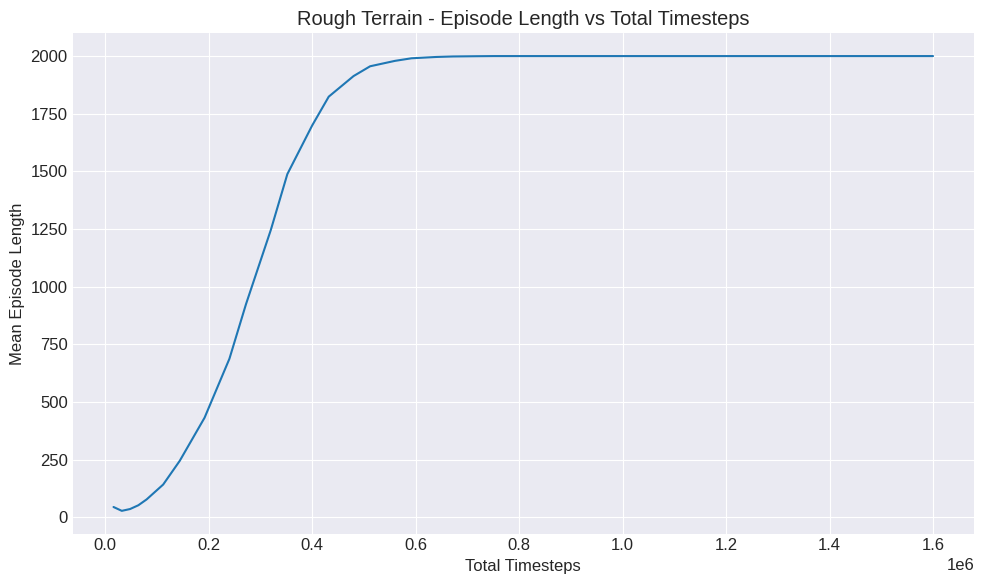 Rough Terrain - Episode Length vs Total Timesteps
Mean Episode Length
2000
1750
1500
1250
1000
750
500
250
0
0.0 0.2 0.4 0.6 0.8 1.0 1.2 1.4 1.6
1e6
Total Timesteps